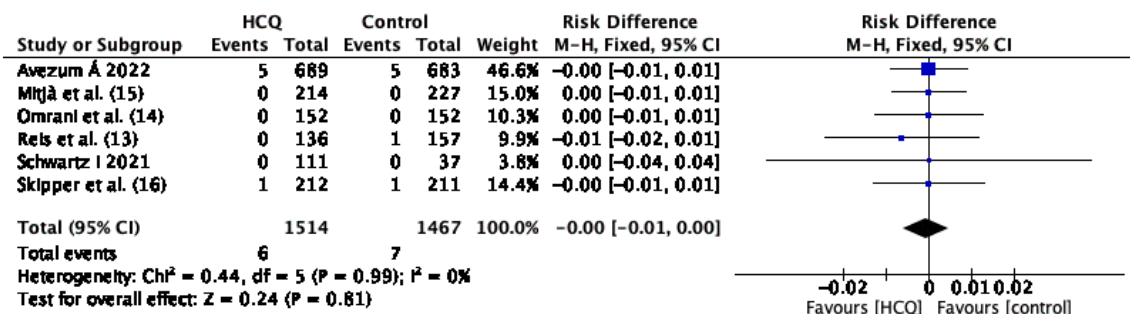 HCQ Control Risk Difference Risk Difference
Study or Subgroup Events Total Events Total Weight M-H, Fixed, 95% CI M-H, Fixed, 95% CI
Avezum Á 2022 5 689 5 683 46.6% -0.00 [-0.01, 0.01]
Mitjà et al. (15) 0 214 0 227 15.0% 0.00 [-0.01, 0.01]
Omrani et al. (14) 0 152 0 152 10.3% 0.00 [-0.01, 0.01]
Reis et al. (13) 0 136 1 157 9.9% -0.01 [-0.02, 0.01]
Schwartz I 2021 0 111 0 37 3.8% 0.00 [-0.04, 0.04]
Skipper et al. (16) 1 212 1 211 14.4% -0.00 [-0.01, 0.01]
Total (95% CI) 1514 1467 100.0% -0.00 [-0.01, 0.00]
Total events 6 7
Heterogeneity: Chi² = 0.44, df = 5 (P = 0.99); I² = 0%
Test for overall effect: Z = 0.24 (P = 0.81)
-0.02 0 0.01 0.02
Favours [HCQ] Favours [control]